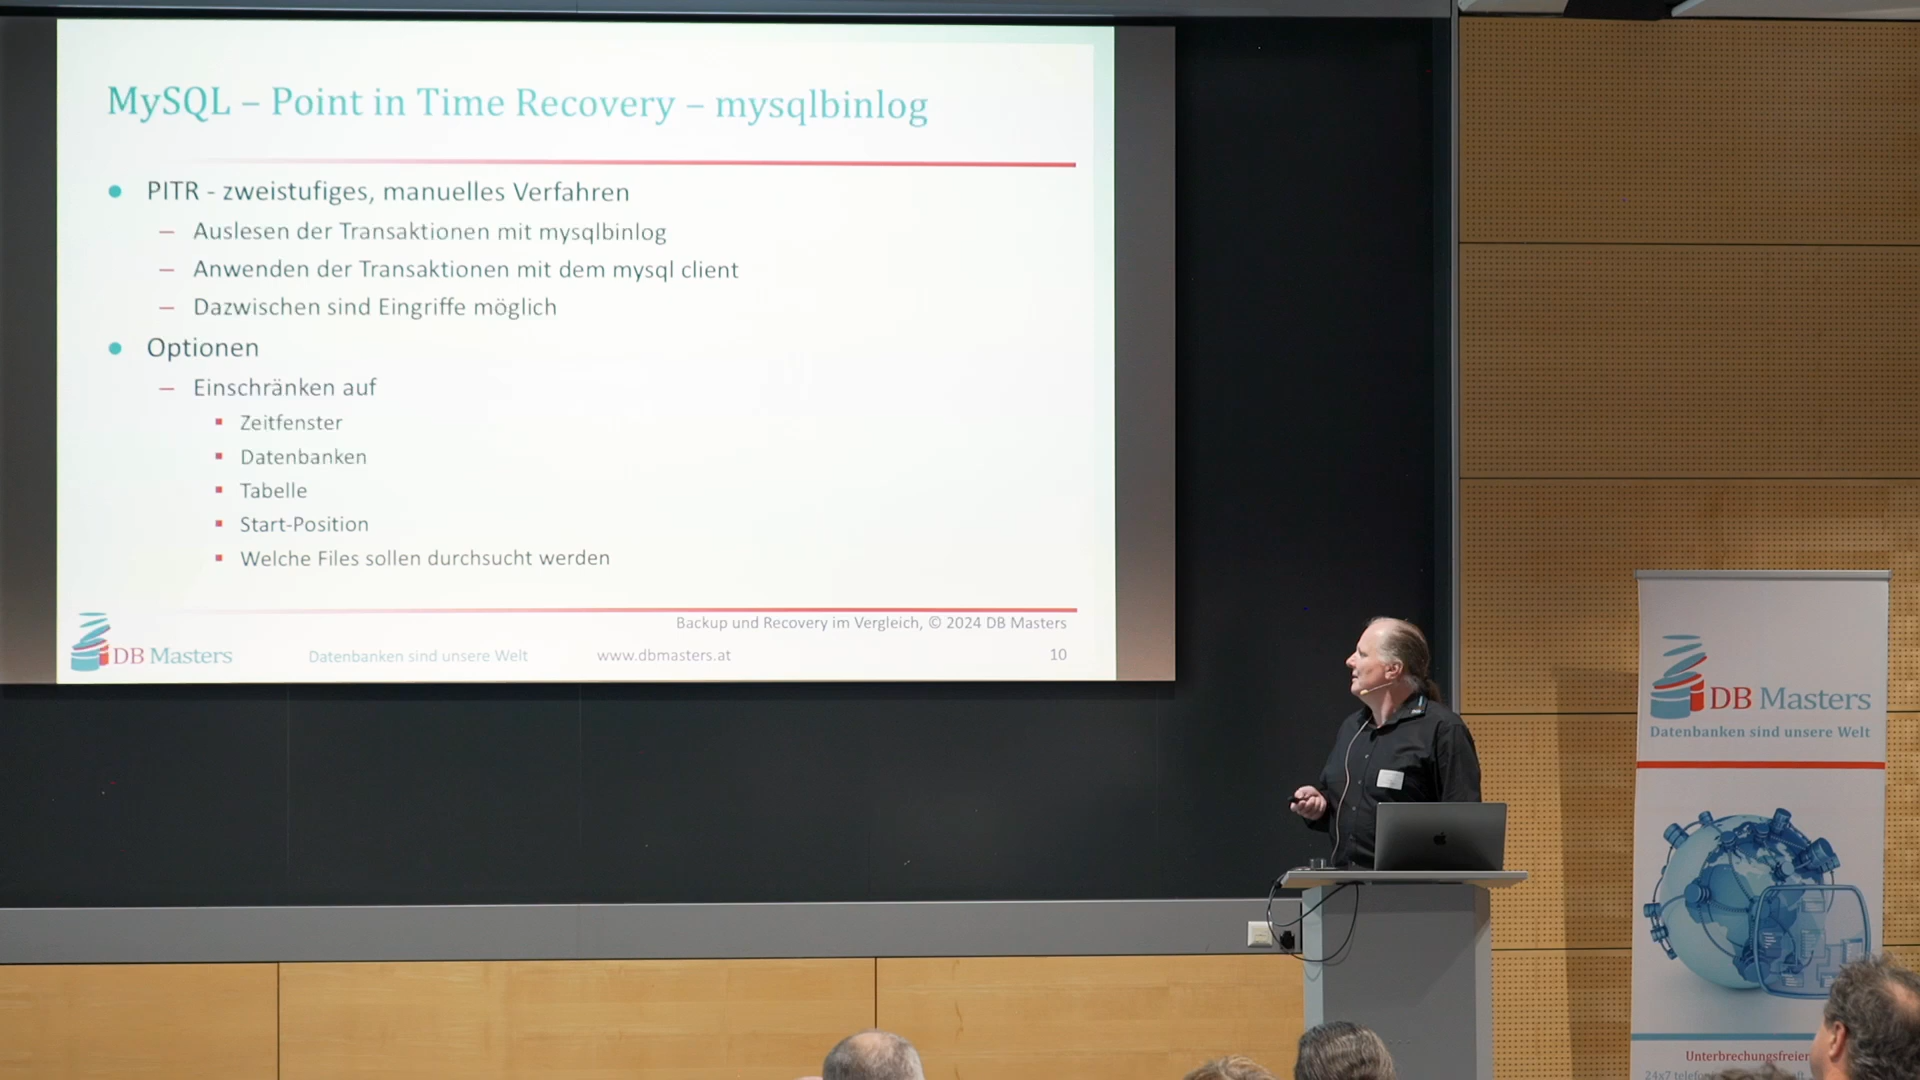 MySQL – Point in Time Recovery – mysqlbinlog
PITR - zweistufiges, manuelles Verfahren
Auslesen der Transaktionen mit mysqlbinlog
Anwenden der Transaktionen mit dem mysql client
Dazwischen sind Eingriffe möglich
Optionen
Einschränken auf
Zeitfenster
Datenbanken
Tabelle
Start-Position
Welche Files sollen durchsucht werden
Backup und Recovery im Vergleich, © 2024 DB Masters
DB Masters
Datenbanken sind unsere Welt
www.dbmasters.at
10
DB Masters
Datenbanken sind unsere Welt
Unterbrechungsfreier
24x7